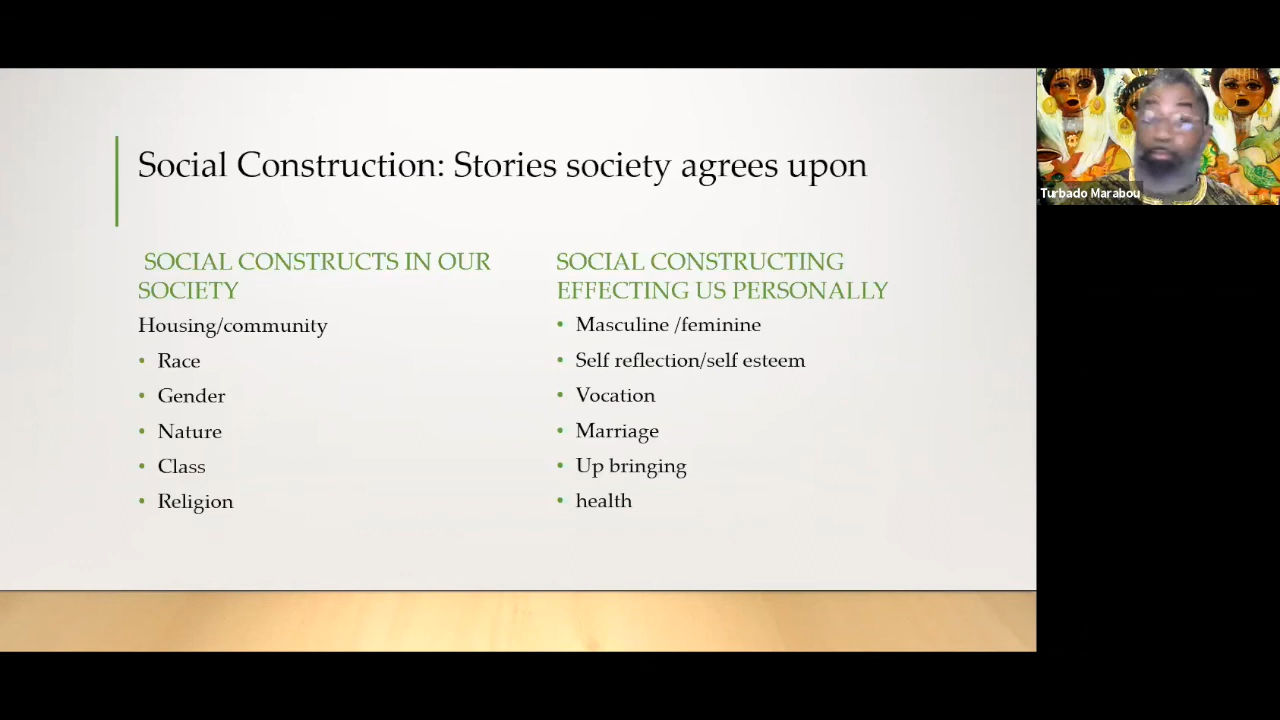 Social Construction: Stories society agrees upon
SOCIAL CONSTRUCTS IN OUR
SOCIETY
Housing/community
• Race
• Gender
• Nature
• Class
• Religion
SOCIAL CONSTRUCTING
EFFECTING US PERSONALLY
• Masculine /feminine
• Self reflection/self esteem
• Vocation
• Marriage
• Up bringing
• health
Turbado Marabou